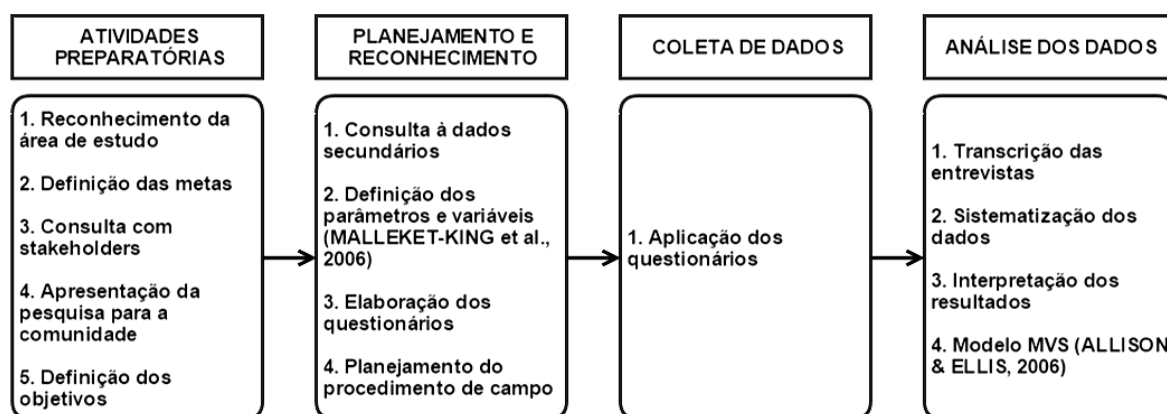 ATIVIDADES
PREPARATÓRIAS
1. Reconhecimento da
área de estudo
2. Definição das metas
3. Consulta com
stakeholders
4. Apresentação da
pesquisa para a
comunidade
5. Definição dos
objetivos
PLANEJAMENTO E
RECONHECIMENTO
1. Consulta à dados
secundários
2. Definição dos
parâmetros e variáveis
(MALLEKET-KING et al.,
2006)
3. Elaboração dos
questionários
4. Planejamento do
procedimento de campo
COLETA DE DADOS
1. Aplicação dos
questionários
ANÁLISE DOS DADOS
1. Transcrição das
entrevistas
2. Sistematização dos
dados
3. Interpretação dos
resultados
4. Modelo MVS (ALLISON
& ELLIS, 2006)